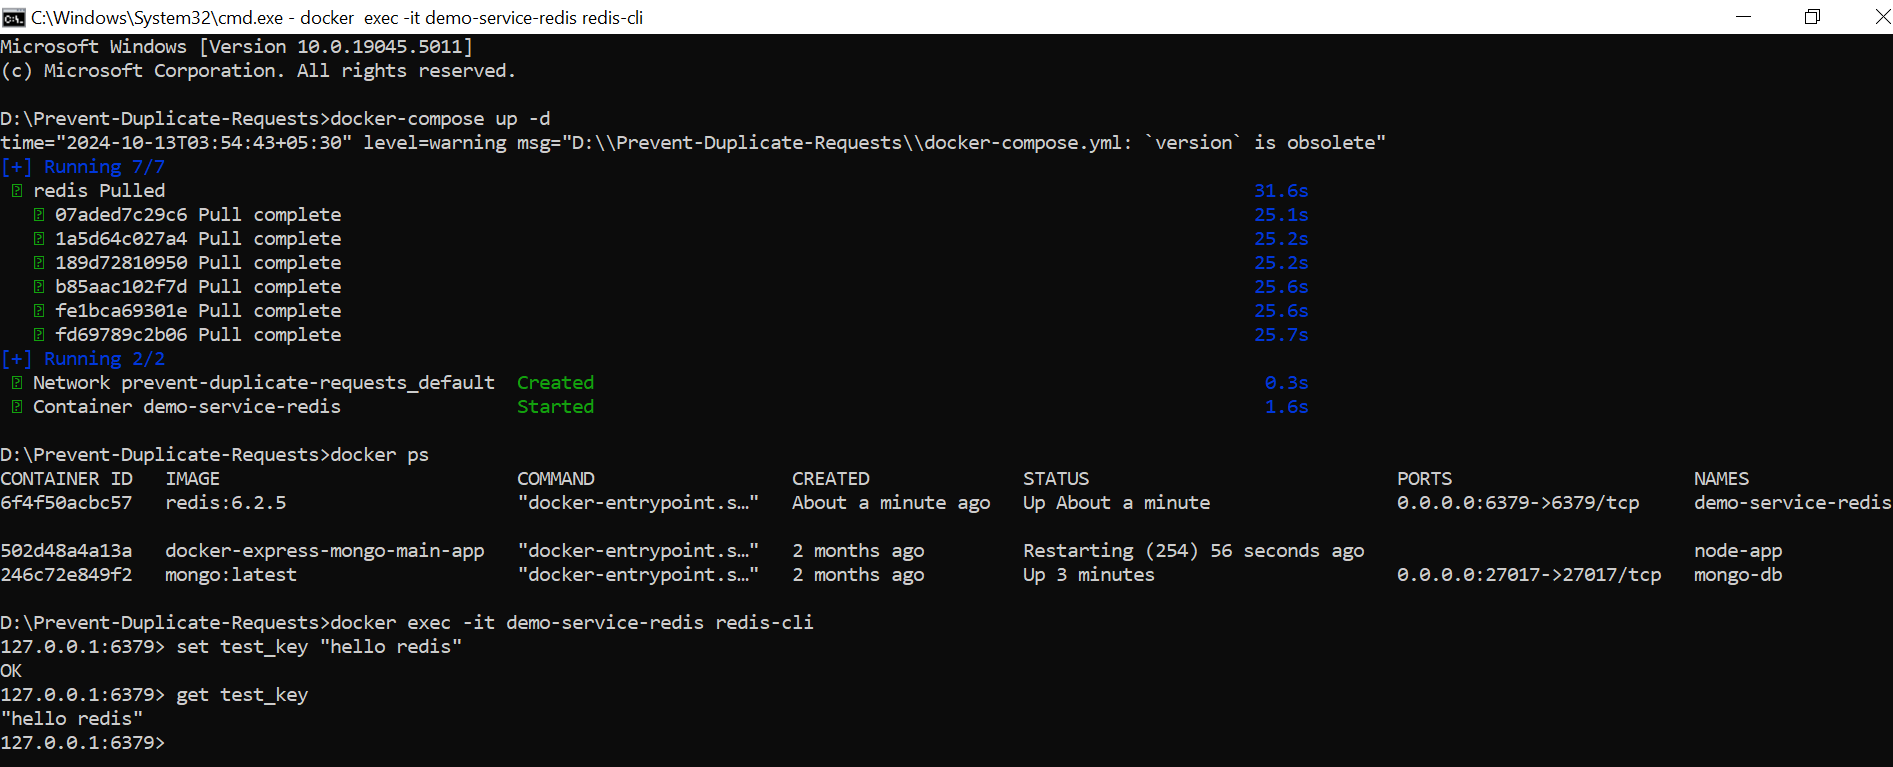 C:\Windows\System32\cmd.exe - docker  exec -it demo-service-redis redis-cli
Microsoft Windows [Version 10.0.19045.5011]
(c) Microsoft Corporation. All rights reserved.
D:\Prevent-Duplicate-Requests>docker-compose up -d
time="2024-10-13T03:54:43+05:30" level=warning msg="D:\\Prevent-Duplicate-Requests\\docker-compose.yml: `version` is obsolete"
[+] Running 7/7
redis Pulled 31.6s
07aded7c29c6 Pull complete 25.1s
1a5d64c027a4 Pull complete 25.2s
189d72810950 Pull complete 25.2s
b85aac102f7d Pull complete 25.6s
fe1bca69301e Pull complete 25.6s
fd69789c2b06 Pull complete 25.7s
[+] Running 2/2
Network prevent-duplicate-requests_default  Created 0.3s
Container demo-service-redis Started 1.6s
D:\Prevent-Duplicate-Requests>docker ps
CONTAINER ID   IMAGE   COMMAND   CREATED   STATUS   PORTS   NAMES
6f4f50acbc57   redis:6.2.5   "docker-entrypoint.s…"   About a minute ago   Up About a minute   0.0.0.0:6379->6379/tcp   demo-service-redis
502d48a4a13a   docker-express-mongo-main-app   "docker-entrypoint.s…"   2 months ago   Restarting (254) 56 seconds ago   node-app
246c72e849f2   mongo:latest   "docker-entrypoint.s…"   2 months ago   Up 3 minutes   0.0.0.0:27017->27017/tcp   mongo-db
D:\Prevent-Duplicate-Requests>docker exec -it demo-service-redis redis-cli
127.0.0.1:6379> set test_key "hello redis"
OK
127.0.0.1:6379> get test_key
"hello redis"
127.0.0.1:6379>